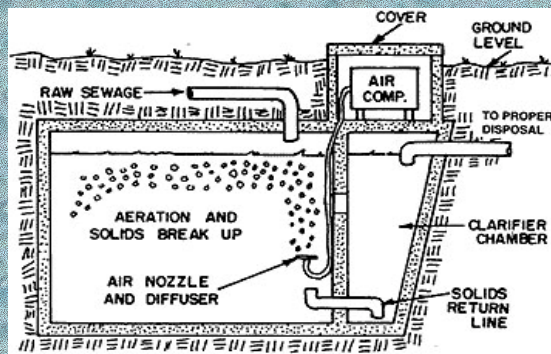 COVER
GROUND
LEVEL
RAW SEWAGE
AIR
COMP.
TO PROPER
DISPOSAL
AERATION AND
SOLIDS BREAK UP
CLARIFIER
CHAMBER
AIR NOZZLE
AND DIFFUSER
SOLIDS
RETURN
LINE